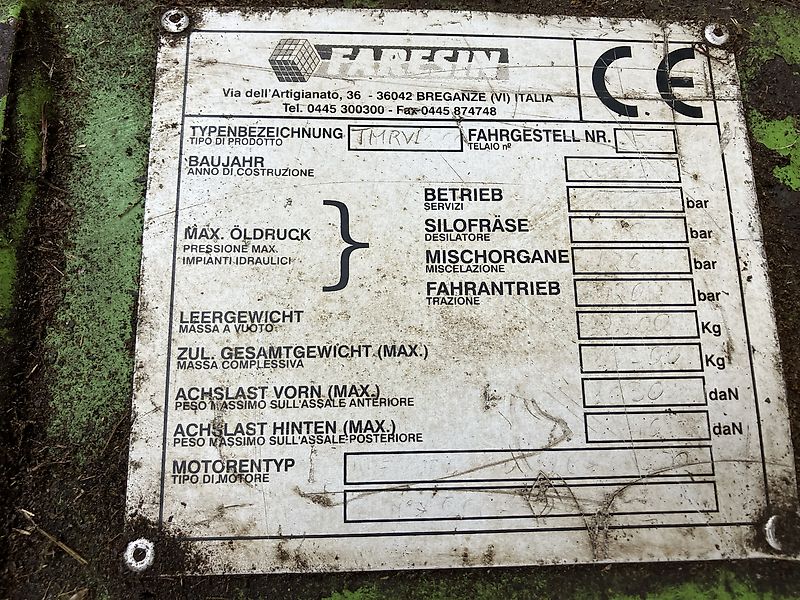 FARESIN
CE
Via dell'Artigianato, 36 - 36042 BREGANZE (VI) ITALIA
Tel. 0445 300300 - Fax 0445 874748
TYPENBEZEICHNUNG FAHRGESTELL NR.
TIPO DI PRODOTTO TELAIO nº
BAUJAHR
ANNO DI COSTRUZIONE
MAX. ÖLDRUCK
PRESSIONE MAX.
IMPIANTI IDRAULICI
BETRIEB bar
SERVIZI
SILOFRÄSE bar
DESILATORE
MISCHORGANE bar
MISCELAZIONE
FAHRANTRIEB bar
TRAZIONE
LEERGEWICHT Kg
MASSA A VUOTO
ZUL. GESAMTGEWICHT (MAX.) Kg
MASSA COMPLESSIVA
ACHSLAST VORN (MAX.) daN
PESO MASSIMO SULL'ASSALE ANTERIORE
ACHSLAST HINTEN (MAX.) daN
PESO MASSIMO SULL'ASSALE POSTERIORE
MOTORENTYP
TIPO DI MOTORE